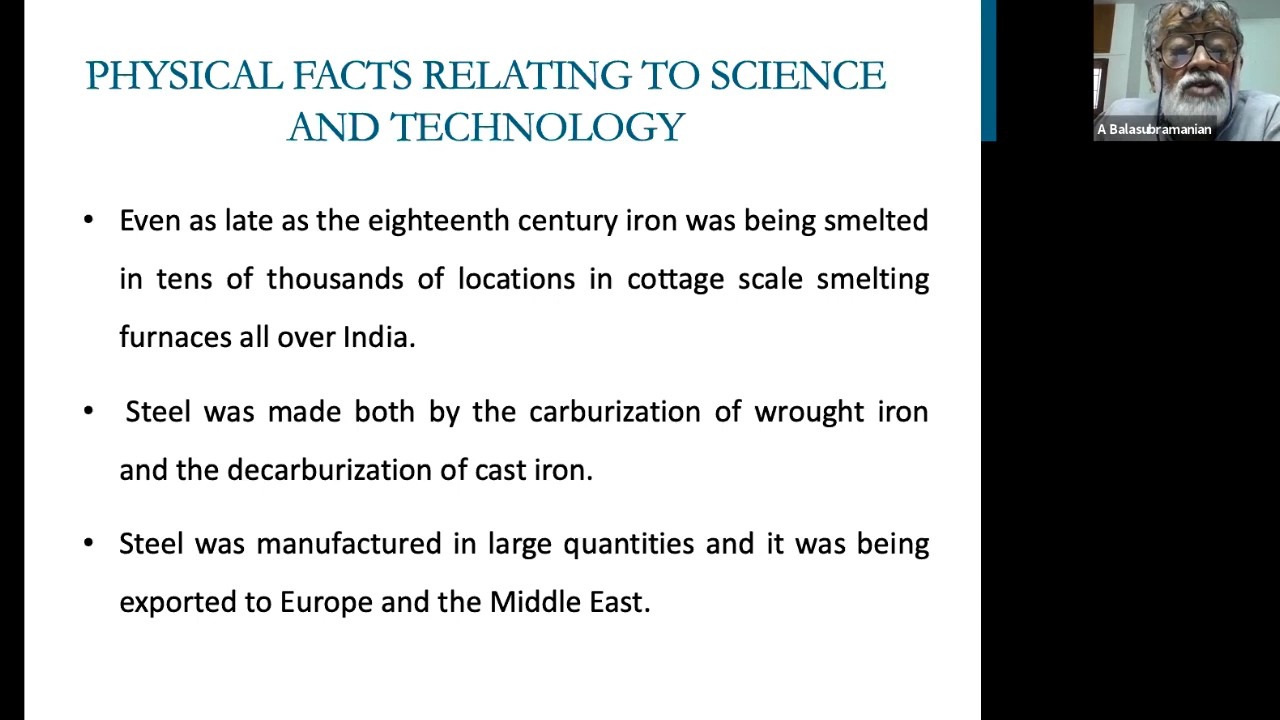 PHYSICAL FACTS RELATING TO SCIENCE
AND TECHNOLOGY
• Even as late as the eighteenth century iron was being smelted
in tens of thousands of locations in cottage scale smelting
furnaces all over India.
• Steel was made both by the carburization of wrought iron
and the decarburization of cast iron.
• Steel was manufactured in large quantities and it was being
exported to Europe and the Middle East.
A Balasubramanian